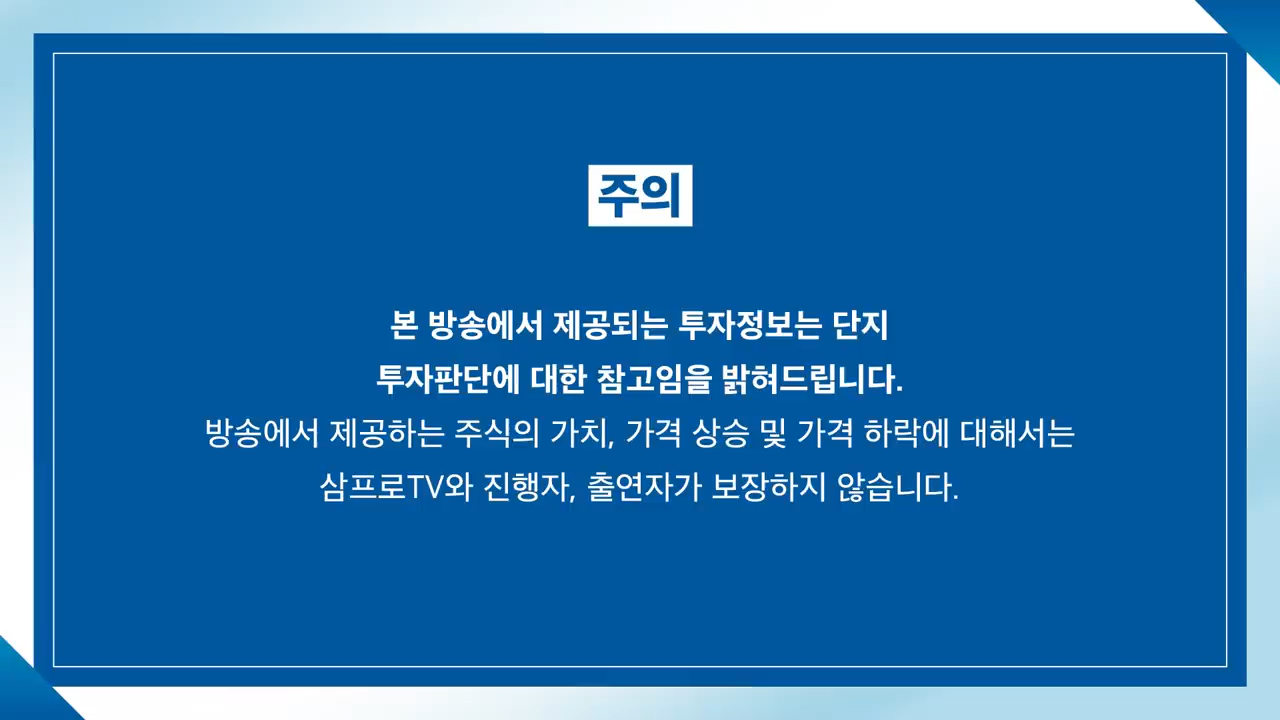 주의
본 방송에서 제공되는 투자정보는 단지
투자판단에 대한 참고임을 밝혀드립니다.
방송에서 제공하는 주식의 가치, 가격 상승 및 가격 하락에 대해서는
삼프로TV와 진행자, 출연자가 보장하지 않습니다.